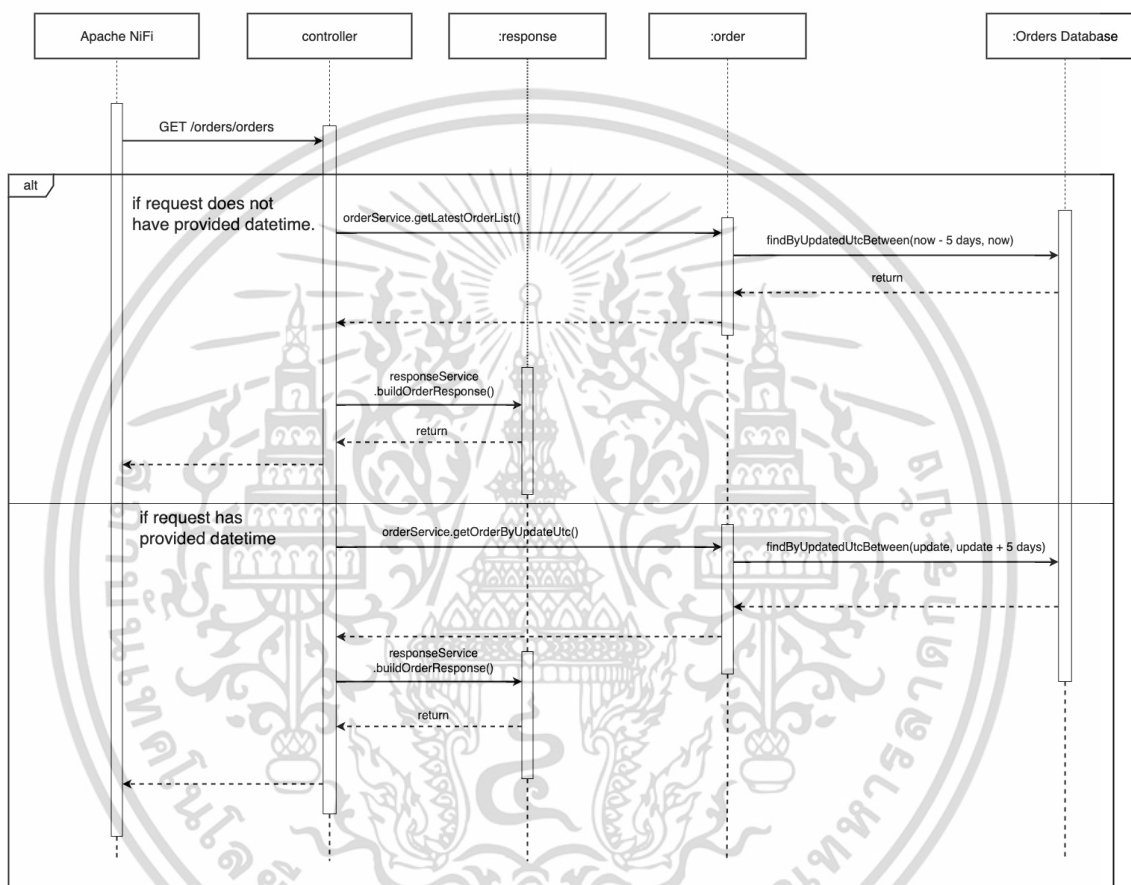 Apache NiFi
controller
:response
:order
:Orders Database
GET /orders/orders
alt
if request does not
have provided datetime.
orderService.getLatestOrderList()
findByUpdatedUtcBetween(now - 5 days, now)
return
responseService
.buildOrderResponse()
return
if request has
provided datetime
orderService.getOrderByUpdateUtc()
findByUpdatedUtcBetween(update, update + 5 days)
responseService
.buildOrderResponse()
return